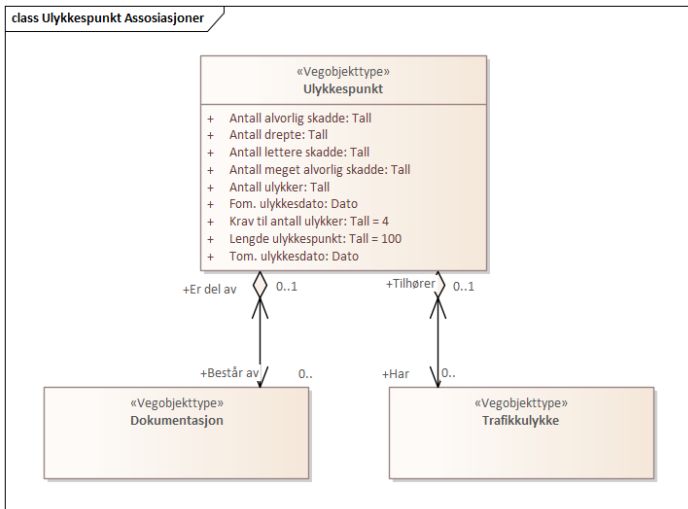 class Ulykkespunkt Assosiasjoner
«Vegobjekttype»
Ulykkespunkt
+ Antall alvorlig skadde: Tall
+ Antall drepte: Tall
+ Antall lettere skadde: Tall
+ Antall meget alvorlig skadde: Tall
+ Antall ulykker: Tall
+ Fom. ulykkesdato: Dato
+ Krav til antall ulykker: Tall = 4
+ Lengde ulykkespunkt: Tall = 100
+ Tom. ulykkesdato: Dato
+Er del av 0..1 +Tilhører 0..1
+Består av 0.. +Har 0..
«Vegobjekttype» «Vegobjekttype»
Dokumentasjon Trafikkulykke